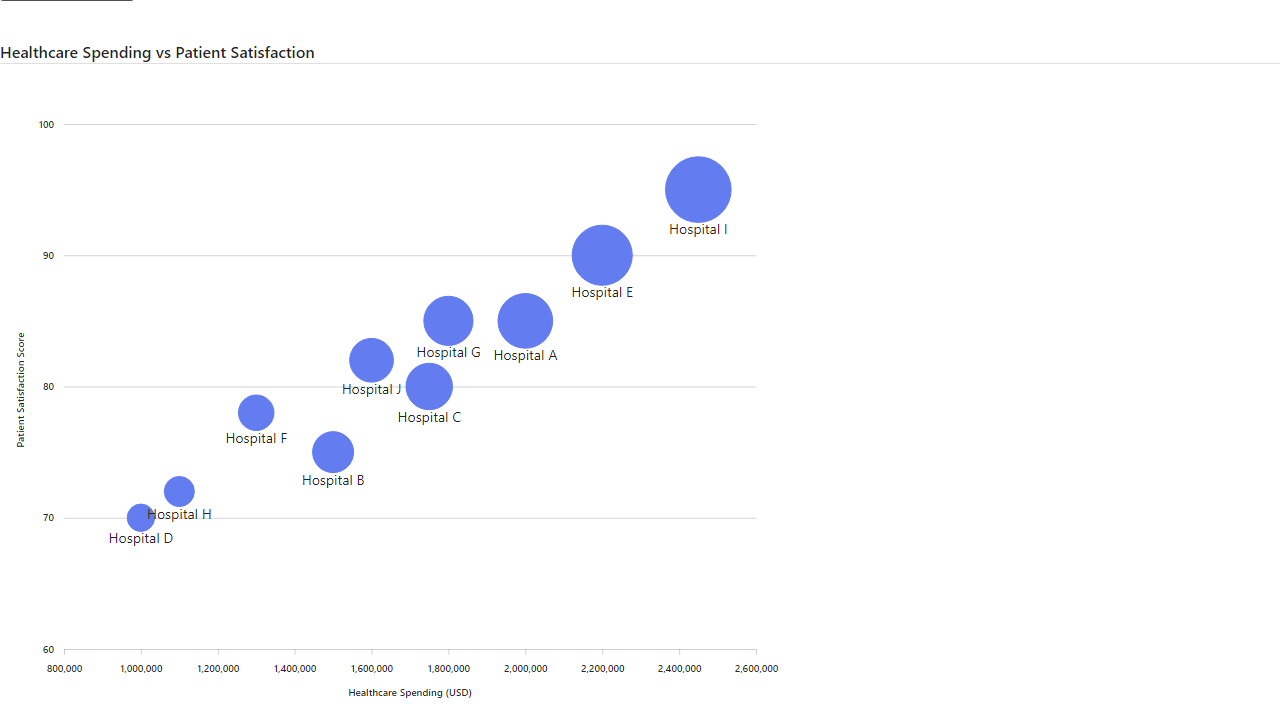 Healthcare Spending vs Patient Satisfaction
100
Hospital I
90
Hospital E
Hospital G
Hospital A
80
Hospital J
Hospital C
Hospital F
Hospital B
70
Hospital H
Hospital D
60
Patient Satisfaction Score
800,000 1,000,000 1,200,000 1,400,000 1,600,000 1,800,000 2,000,000 2,200,000 2,400,000 2,600,000
Healthcare Spending (USD)